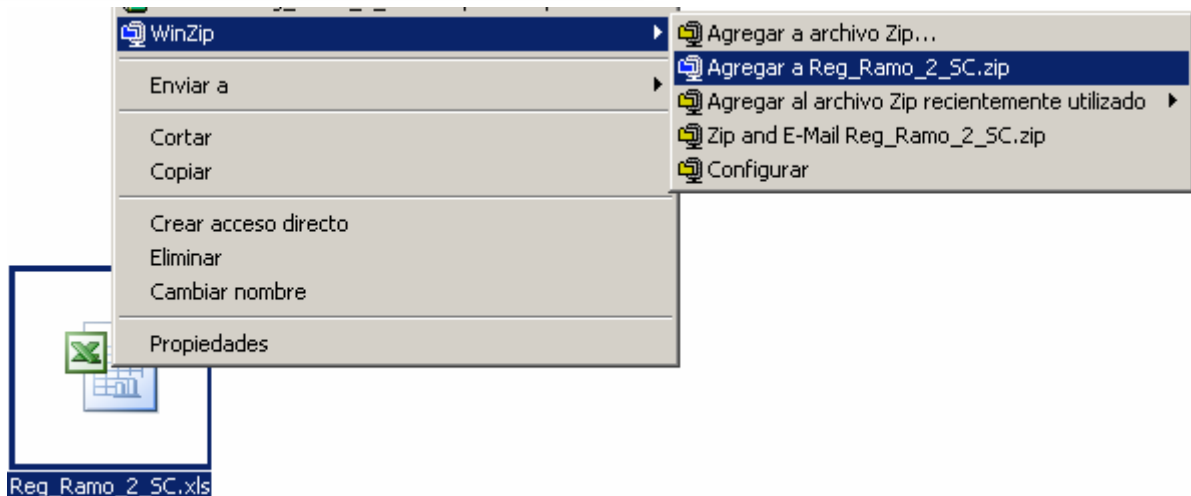 WinZip
Enviar a
Cortar
Copiar
Crear acceso directo
Eliminar
Cambiar nombre
Propiedades
Agregar a archivo Zip...
Agregar a Reg_Ramo_2_SC.zip
Agregar al archivo Zip recientemente utilizado
Zip and E-Mail Reg_Ramo_2_SC.zip
Configurar
Reg_Ramo_2_SC.xls